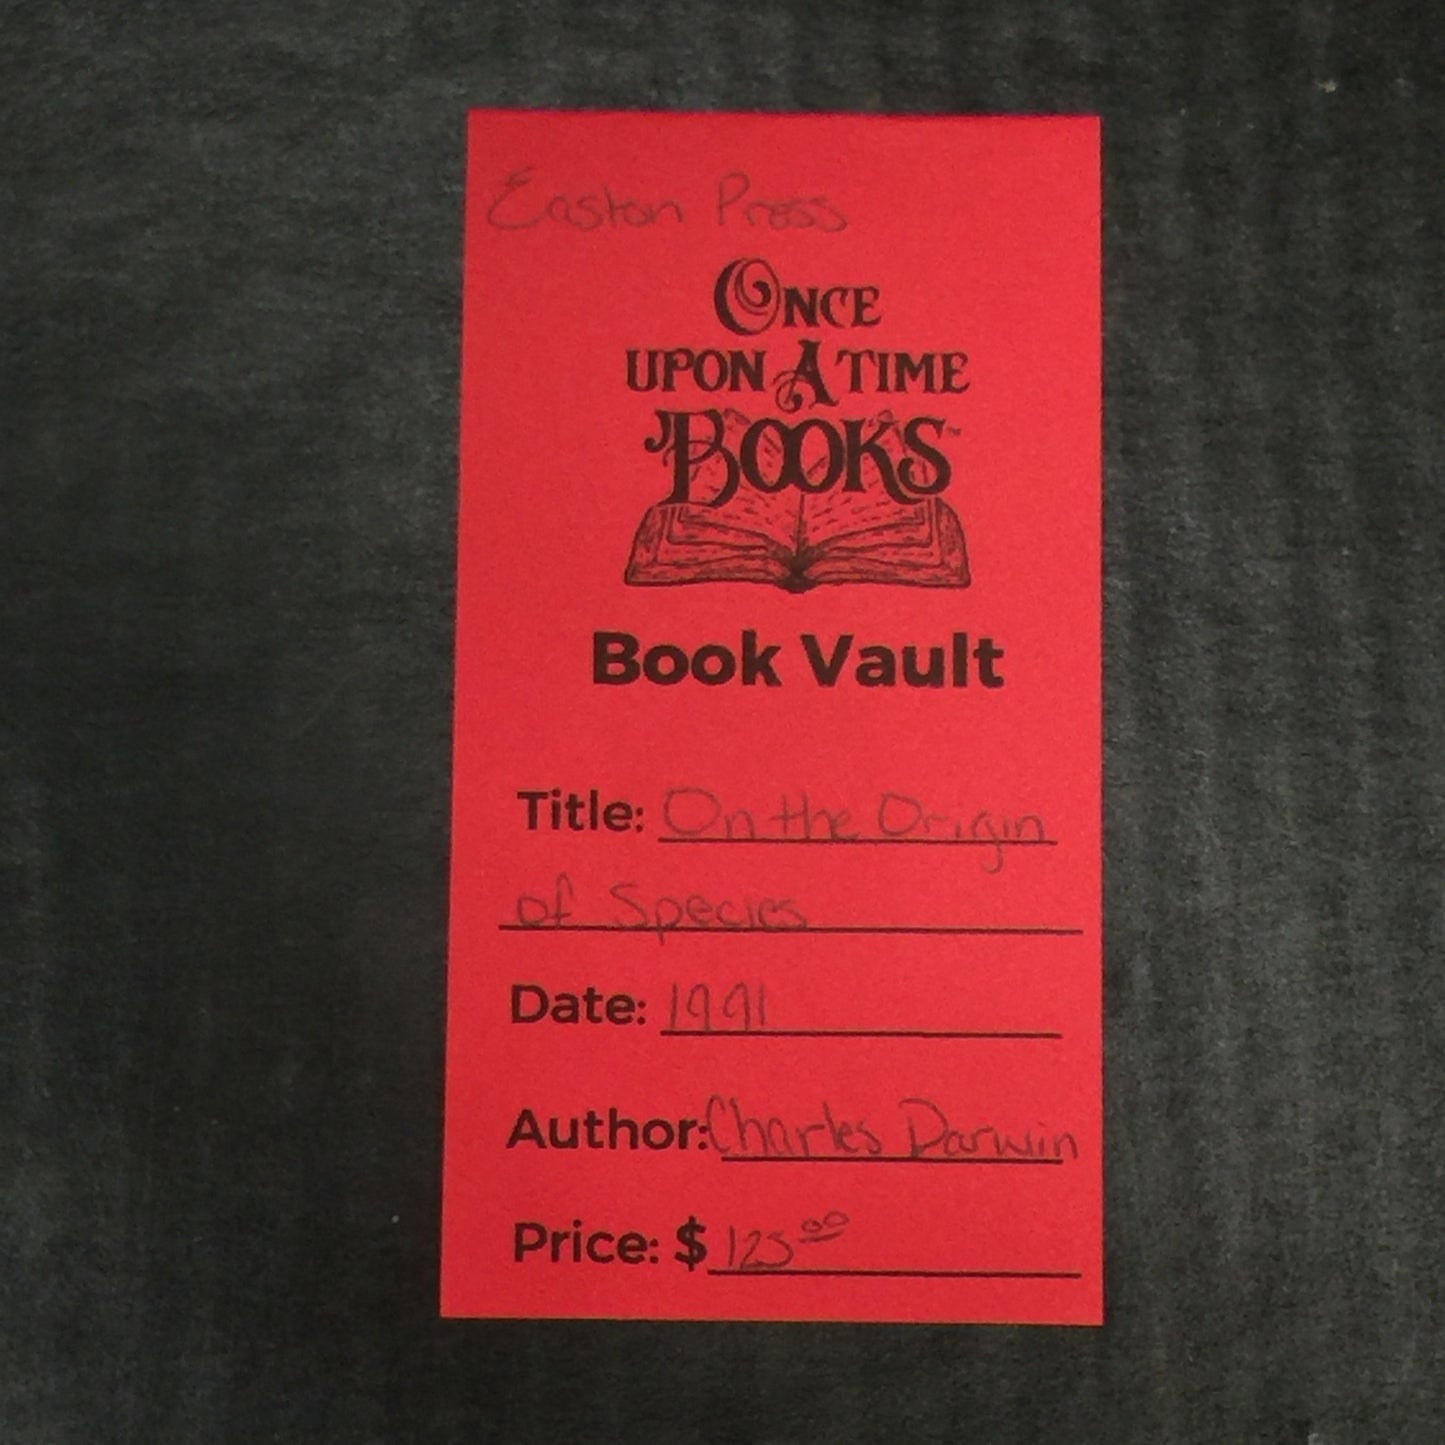 Easton Press
ONCE
UPON A TIME
BOOKS™
Book Vault
Title: On the Origin
of Species
Date: 1991
Author: Charles Darwin
Price: $ 125.00